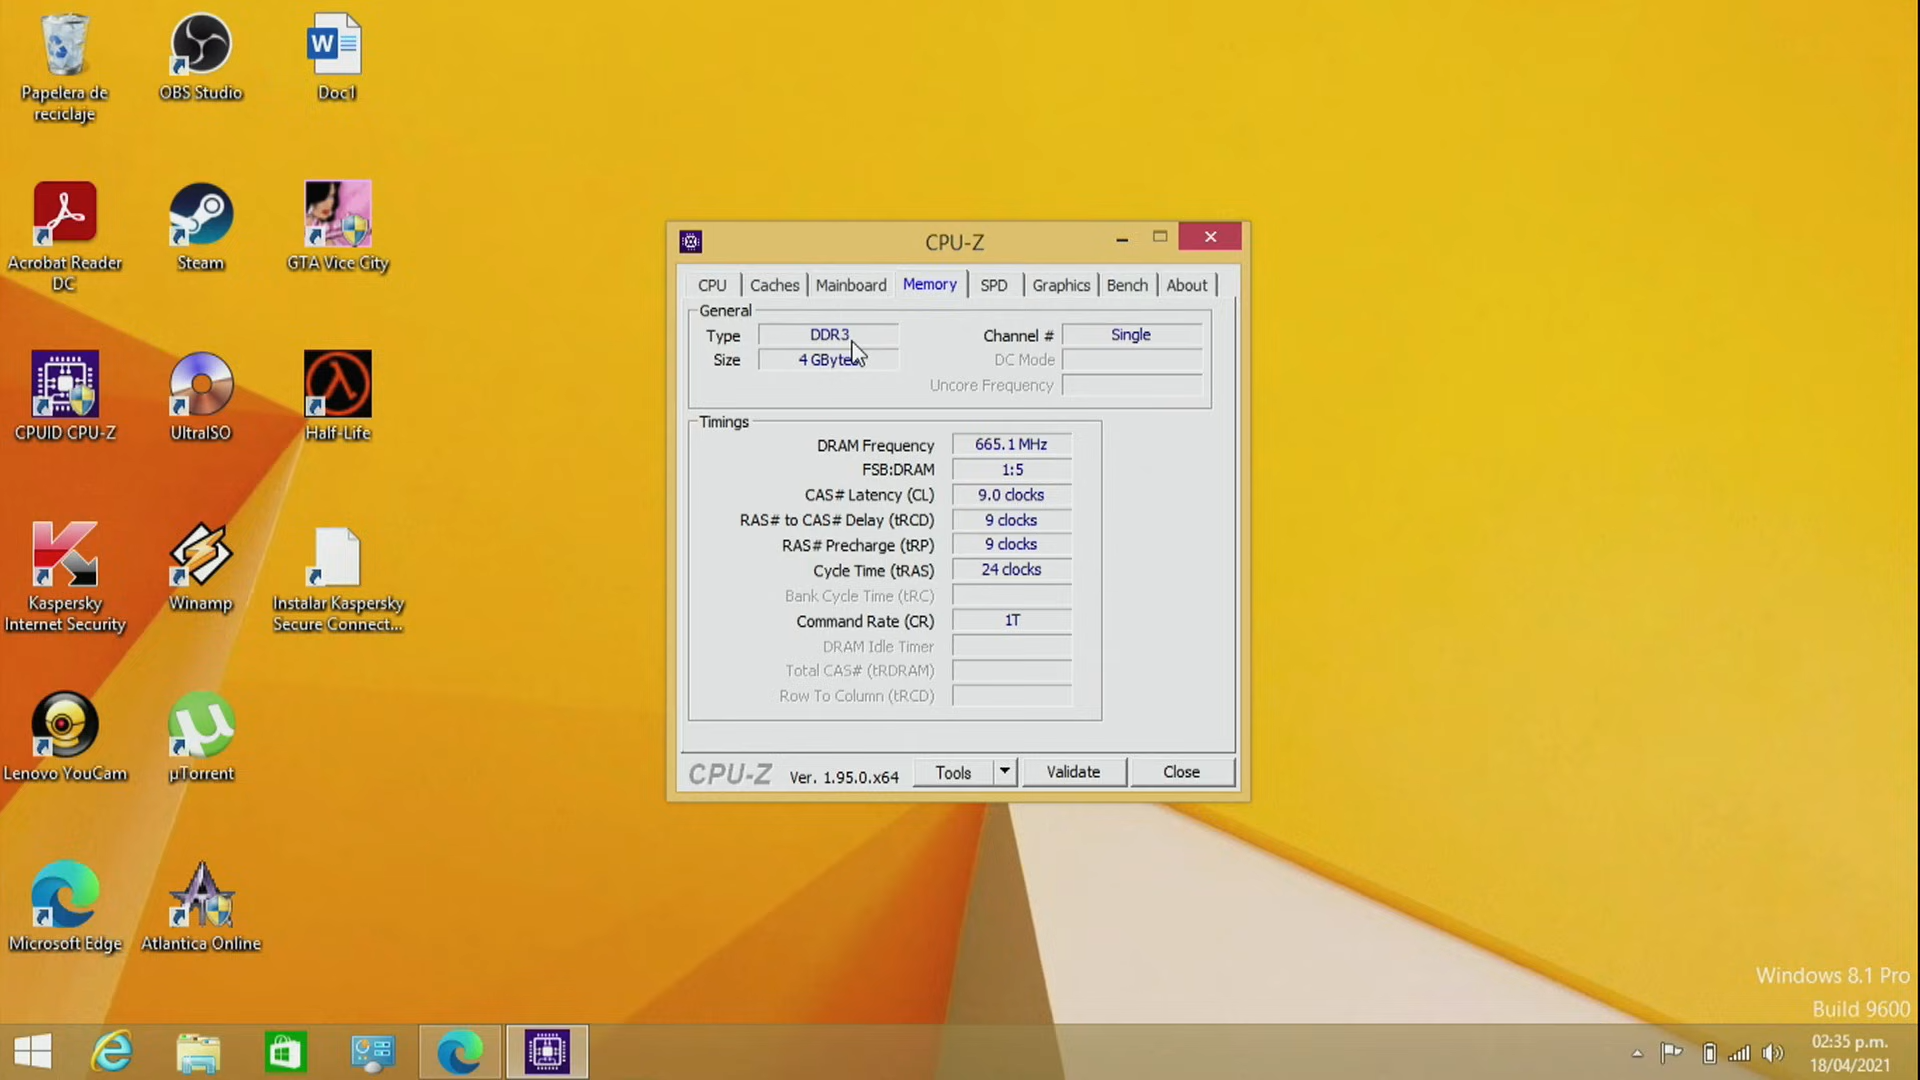 Papelera de
reciclaje
OBS Studio
Doc1
Acrobat Reader
DC
Steam
GTA Vice City
CPUID CPU-Z
UltraISO
Half-Life
Kaspersky
Internet Security
Winamp
Instalar Kaspersky
Secure Connect...
Lenovo YouCam
µTorrent
Microsoft Edge
Atlantica Online
CPU-Z
CPU
Caches
Mainboard
Memory
SPD
Graphics
Bench
About
General
Type DDR3
Channel # Single
Size 4 GBytes
DC Mode
Uncore Frequency
Timings
DRAM Frequency 665.1 MHz
FSB:DRAM 1:5
CAS# Latency (CL) 9.0 clocks
RAS# to CAS# Delay (tRCD) 9 clocks
RAS# Precharge (tRP) 9 clocks
Cycle Time (tRAS) 24 clocks
Bank Cycle Time (tRC)
Command Rate (CR) 1T
DRAM Idle Timer
Total CAS# (tRDRAM)
Row To Column (tRCD)
CPU-Z Ver. 1.95.0.x64
Tools
Validate
Close
Windows 8.1 Pro
Build 9600
02:35 p.m.
18/04/2021